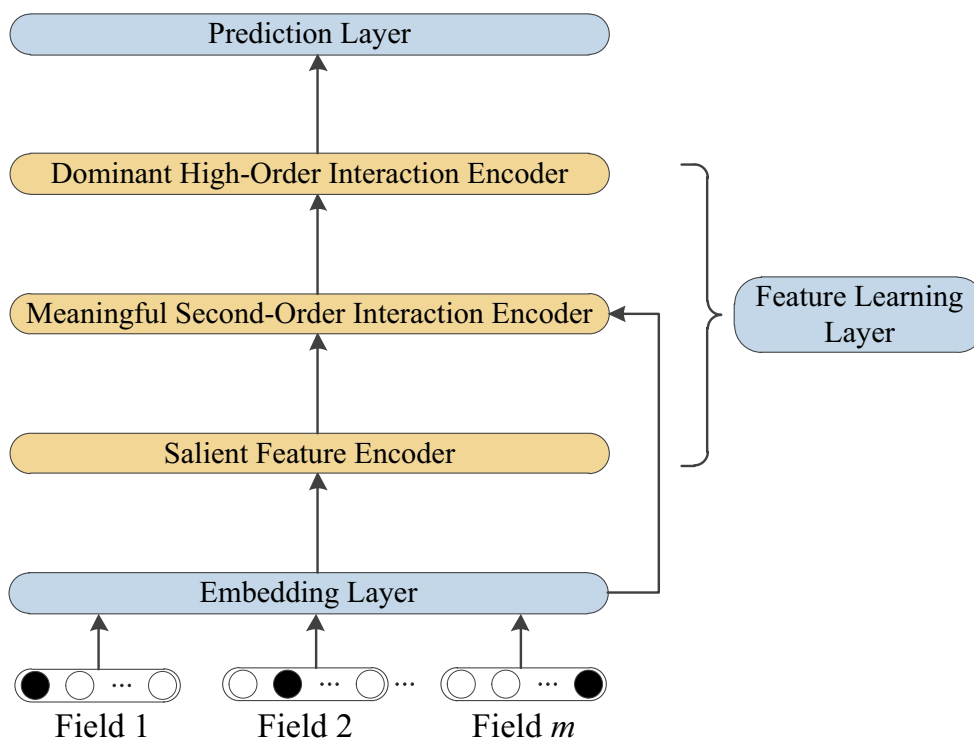 Prediction Layer
Dominant High-Order Interaction Encoder
Meaningful Second-Order Interaction Encoder
Feature Learning
Layer
Salient Feature Encoder
Embedding Layer
... ... ... ...
Field 1 Field 2 Field m